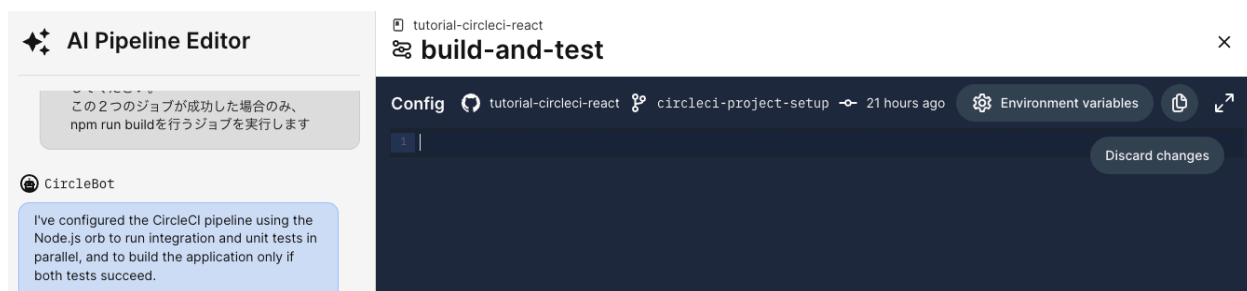 AI Pipeline Editor
この２つのジョブが成功した場合のみ、
npm run buildを行うジョブを実行します
CircleBot
I've configured the CircleCI pipeline using the
Node.js orb to run integration and unit tests in
parallel, and to build the application only if
both tests succeed.
tutorial-circleci-react
build-and-test
Config tutorial-circleci-react circleci-project-setup 21 hours ago Environment variables
1
Discard changes